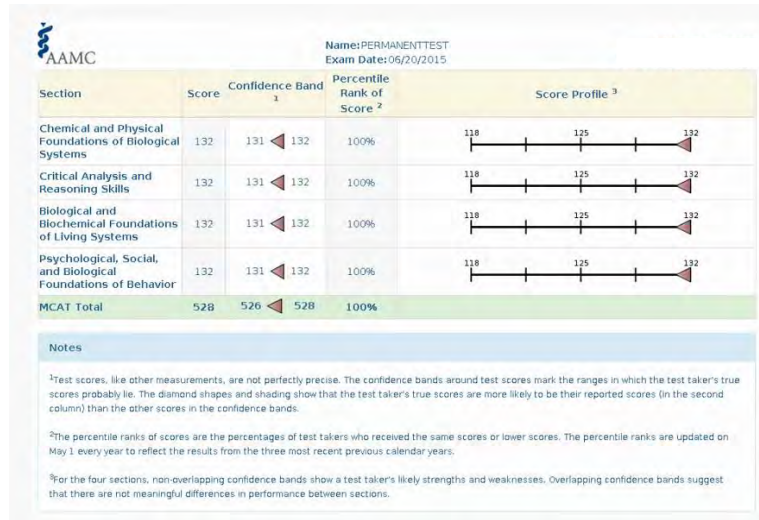 AAMC
Name:PERMANENTTEST
Exam Date:06/20/2015
Section Score Confidence Band 1 Percentile Rank of Score 2 Score Profile 3
Chemical and Physical Foundations of Biological Systems 132 131 132 100% 118 125 132
Critical Analysis and Reasoning Skills 132 131 132 100% 118 125 132
Biological and Biochemical Foundations of Living Systems 132 131 132 100% 118 125 132
Psychological, Social, and Biological Foundations of Behavior 132 131 132 100% 118 125 132
MCAT Total 528 526 528 100%
Notes
1Test scores, like other measurements, are not perfectly precise. The confidence bands around test scores mark the ranges in which the test taker's true
scores probably lie. The diamond shapes and shading show that the test taker's true scores are more likely to be their reported scores (in the second
column) than the other scores in the confidence bands.
2The percentile ranks of scores are the percentages of test takers who received the same scores or lower scores. The percentile ranks are updated on
May 1 every year to reflect the results from the three most recent previous calendar years.
3For the four sections, non-overlapping confidence bands show a test taker's likely strengths and weaknesses. Overlapping confidence bands suggest
that there are not meaningful differences in performance between sections.